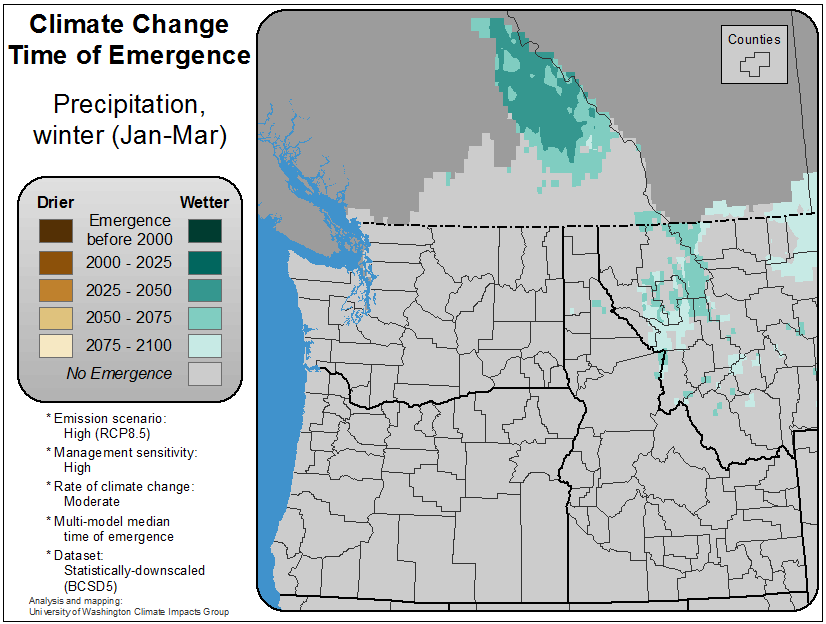 Climate Change
Time of Emergence
Precipitation,
winter (Jan-Mar)
Drier
Wetter
Emergence
before 2000
2000 - 2025
2025 - 2050
2050 - 2075
2075 - 2100
No Emergence
* Emission scenario:
High (RCP8.5)
* Management sensitivity:
High
* Rate of climate change:
Moderate
* Multi-model median
time of emergence
* Dataset:
Statistically-downscaled
(BCSD5)
Analysis and mapping:
University of Washington Climate Impacts Group
Counties